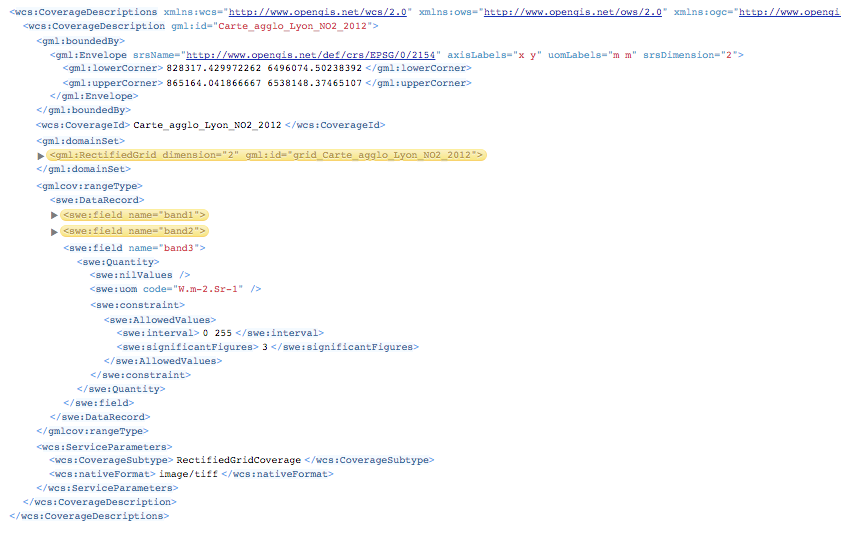 <wcs:CoverageDescriptions xmlns:wcs="http://www.opengis.net/wcs/2.0" xmlns:ows="http://www.opengis.net/ows/2.0" xmlns:ogc="http://www.opengi
<wcs:CoverageDescription gml:id="Carte_agglo_Lyon_NO2_2012">
<gml:boundedBy>
<gml:Envelope srsName="http://www.opengis.net/def/crs/EPSG/0/2154" axisLabels="x y" uomLabels="m m" srsDimension="2">
<gml:lowerCorner> 828317.429972262 6496074.50238392 </gml:lowerCorner>
<gml:upperCorner> 865164.041866667 6538148.37465107 </gml:upperCorner>
</gml:Envelope>
</gml:boundedBy>
<wcs:CoverageId> Carte_agglo_Lyon_NO2_2012 </wcs:CoverageId>
<gml:domainSet>
<gml:RectifiedGrid dimension="2" gml:id="grid_Carte_agglo_Lyon_NO2_2012">
</gml:domainSet>
<gmlcov:rangeType>
<swe:DataRecord>
<swe:field name="band1">
<swe:field name="band2">
<swe:field name="band3">
<swe:Quantity>
<swe:nilValues />
<swe:uom code="W.m-2.Sr-1" />
<swe:constraint>
<swe:AllowedValues>
<swe:interval> 0 255 </swe:interval>
<swe:significantFigures> 3 </swe:significantFigures>
</swe:AllowedValues>
</swe:constraint>
</swe:Quantity>
</swe:field>
</swe:DataRecord>
</gmlcov:rangeType>
<wcs:ServiceParameters>
<wcs:CoverageSubtype> RectifiedGridCoverage </wcs:CoverageSubtype>
<wcs:nativeFormat> image/tiff </wcs:nativeFormat>
</wcs:ServiceParameters>
</wcs:CoverageDescription>
</wcs:CoverageDescriptions>